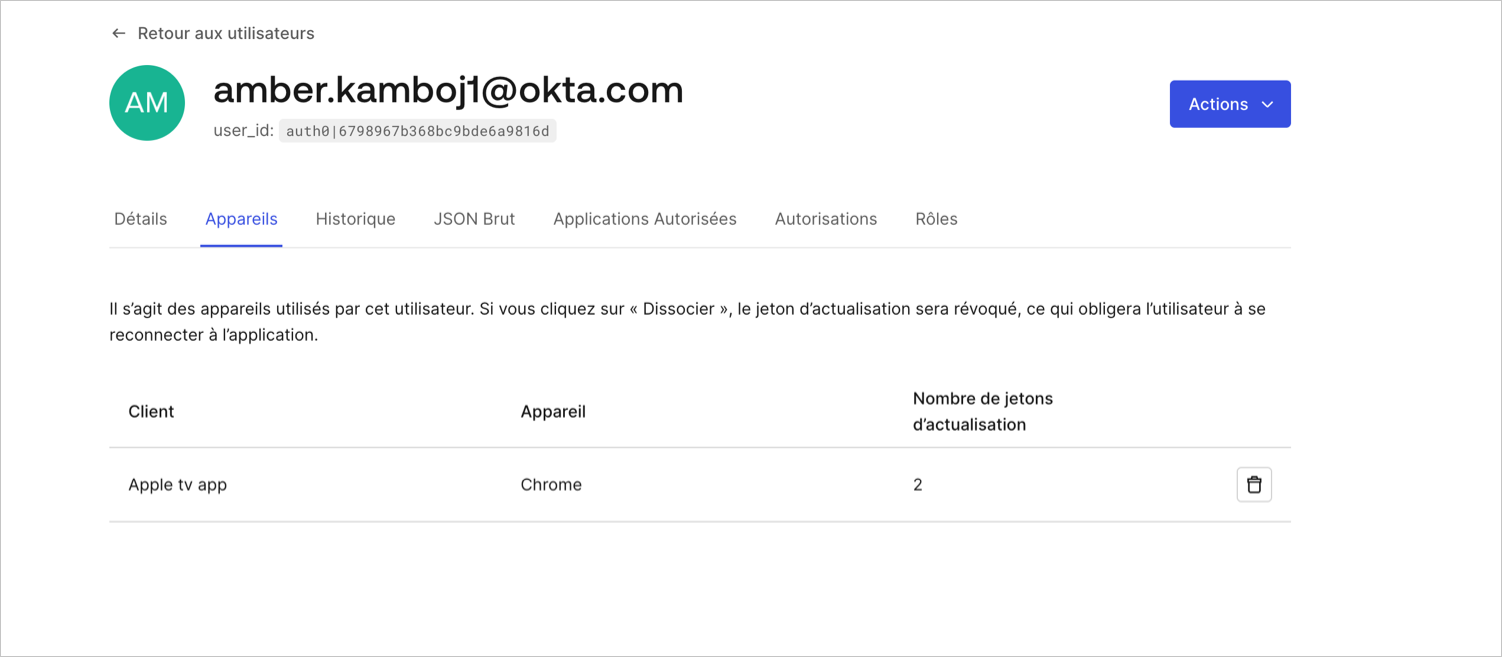 ← Retour aux utilisateurs
AM
amber.kamboj1@okta.com
user_id: auth0|6798967b368bc9bde6a9816d
Actions
Détails Appareils Historique JSON Brut Applications Autorisées Autorisations Rôles
Il s’agit des appareils utilisés par cet utilisateur. Si vous cliquez sur « Dissocier », le jeton d’actualisation sera révoqué, ce qui obligera l’utilisateur à se
reconnecter à l’application.
Client Appareil Nombre de jetons
d’actualisation
Apple tv app Chrome 2